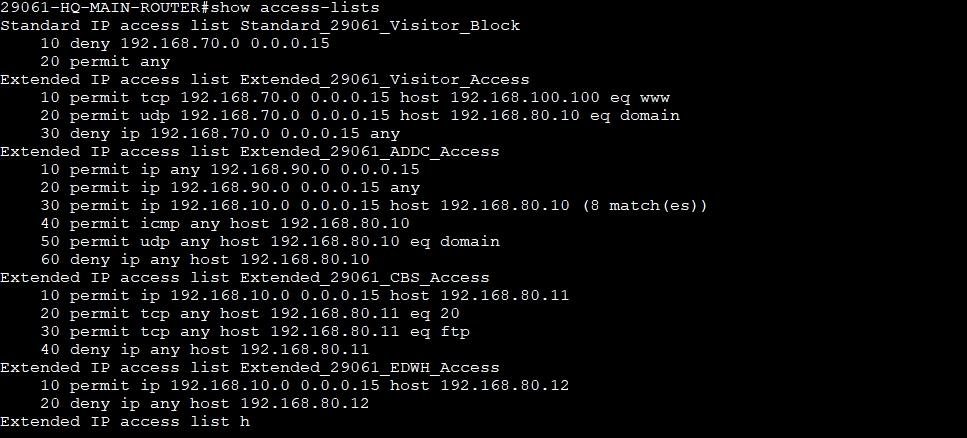 29061-HQ-MAIN-ROUTER#show access-lists
Standard IP access list Standard_29061_Visitor_Block
    10 deny 192.168.70.0 0.0.0.15
    20 permit any
Extended IP access list Extended_29061_Visitor_Access
    10 permit tcp 192.168.70.0 0.0.0.15 host 192.168.100.100 eq www
    20 permit udp 192.168.70.0 0.0.0.15 host 192.168.80.10 eq domain
    30 deny ip 192.168.70.0 0.0.0.15 any
Extended IP access list Extended_29061_ADDC_Access
    10 permit ip any 192.168.90.0 0.0.0.15
    20 permit ip 192.168.90.0 0.0.0.15 any
    30 permit ip 192.168.10.0 0.0.0.15 host 192.168.80.10 (8 match(es))
    40 permit icmp any host 192.168.80.10
    50 permit udp any host 192.168.80.10 eq domain
    60 deny ip any host 192.168.80.10
Extended IP access list Extended_29061_CBS_Access
    10 permit ip 192.168.10.0 0.0.0.15 host 192.168.80.11
    20 permit tcp any host 192.168.80.11 eq 20
    30 permit tcp any host 192.168.80.11 eq ftp
    40 deny ip any host 192.168.80.11
Extended IP access list Extended_29061_EDWH_Access
    10 permit ip 192.168.10.0 0.0.0.15 host 192.168.80.12
    20 deny ip any host 192.168.80.12
Extended IP access list h